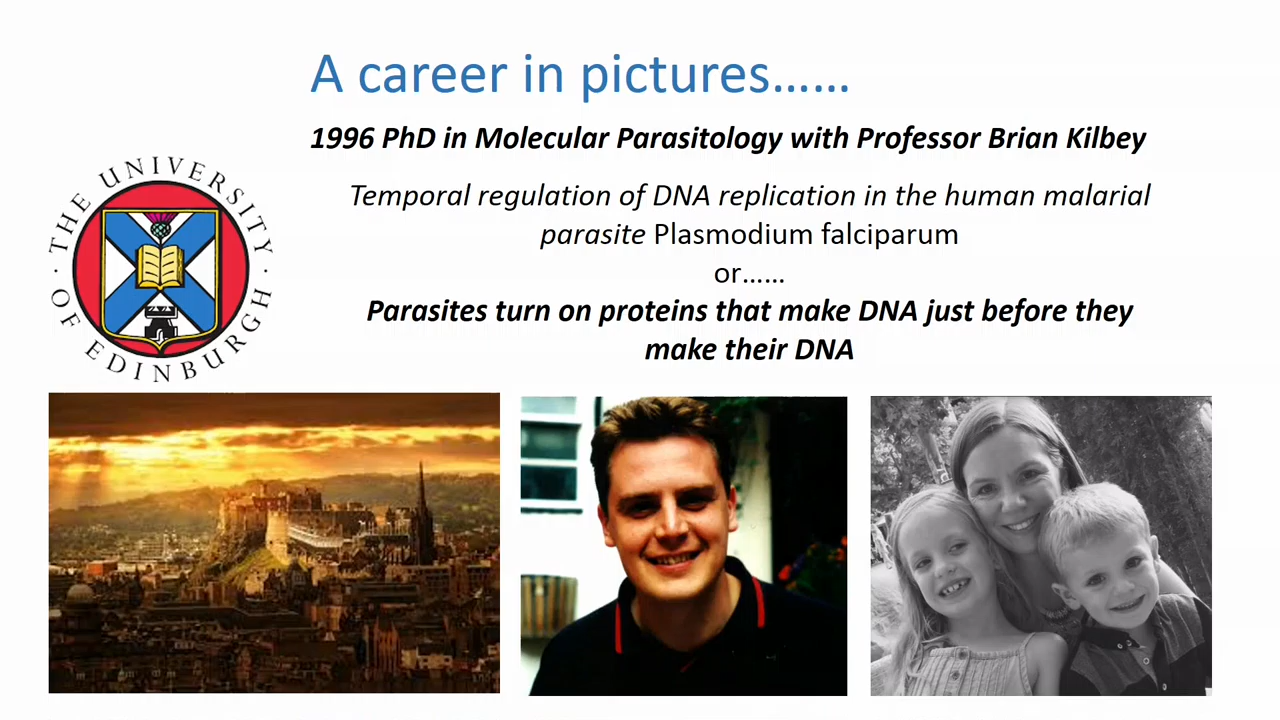 A career in pictures……
1996 PhD in Molecular Parasitology with Professor Brian Kilbey
THE UNIVERSITY
· OF EDINBURGH ·
Temporal regulation of DNA replication in the human malarial
parasite Plasmodium falciparum
or……
Parasites turn on proteins that make DNA just before they
make their DNA